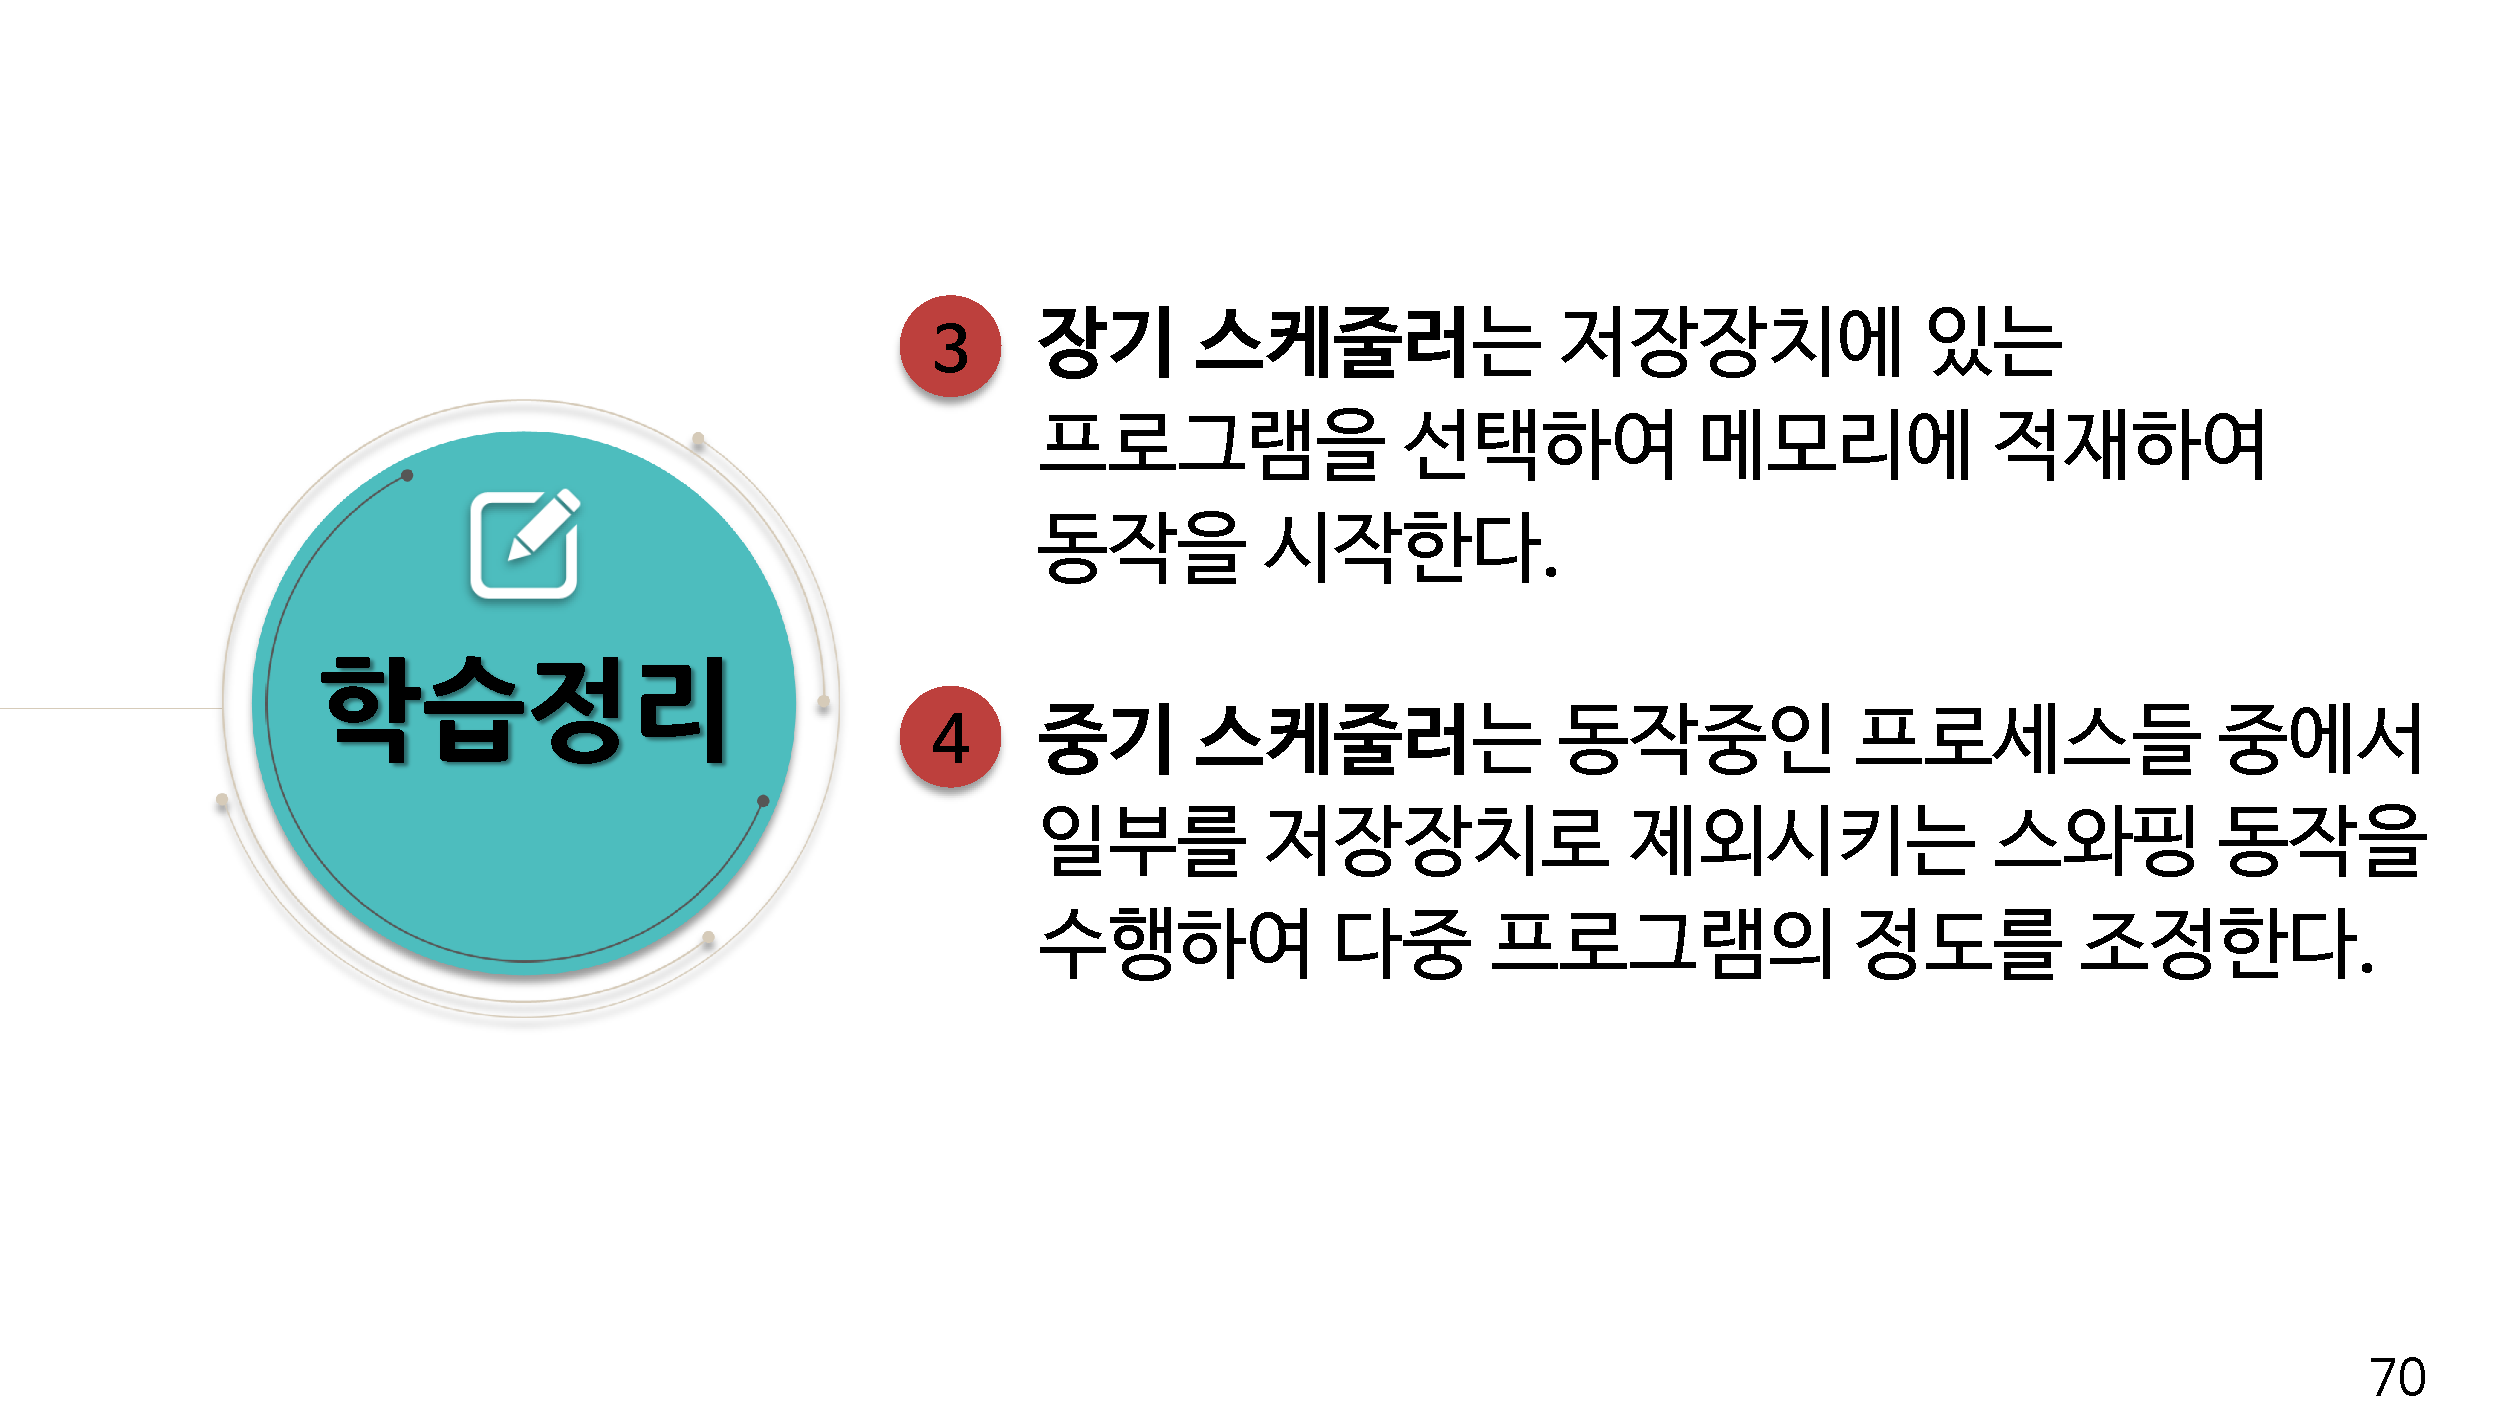 학습정리
3 장기 스케줄러는 저장장치에 있는
프로그램을 선택하여 메모리에 적재하여
동작을 시작한다.
4 중기 스케줄러는 동작중인 프로세스들 중에서
일부를 저장장치로 제외시키는 스와핑 동작을
수행하여 다중 프로그램의 정도를 조정한다.
70